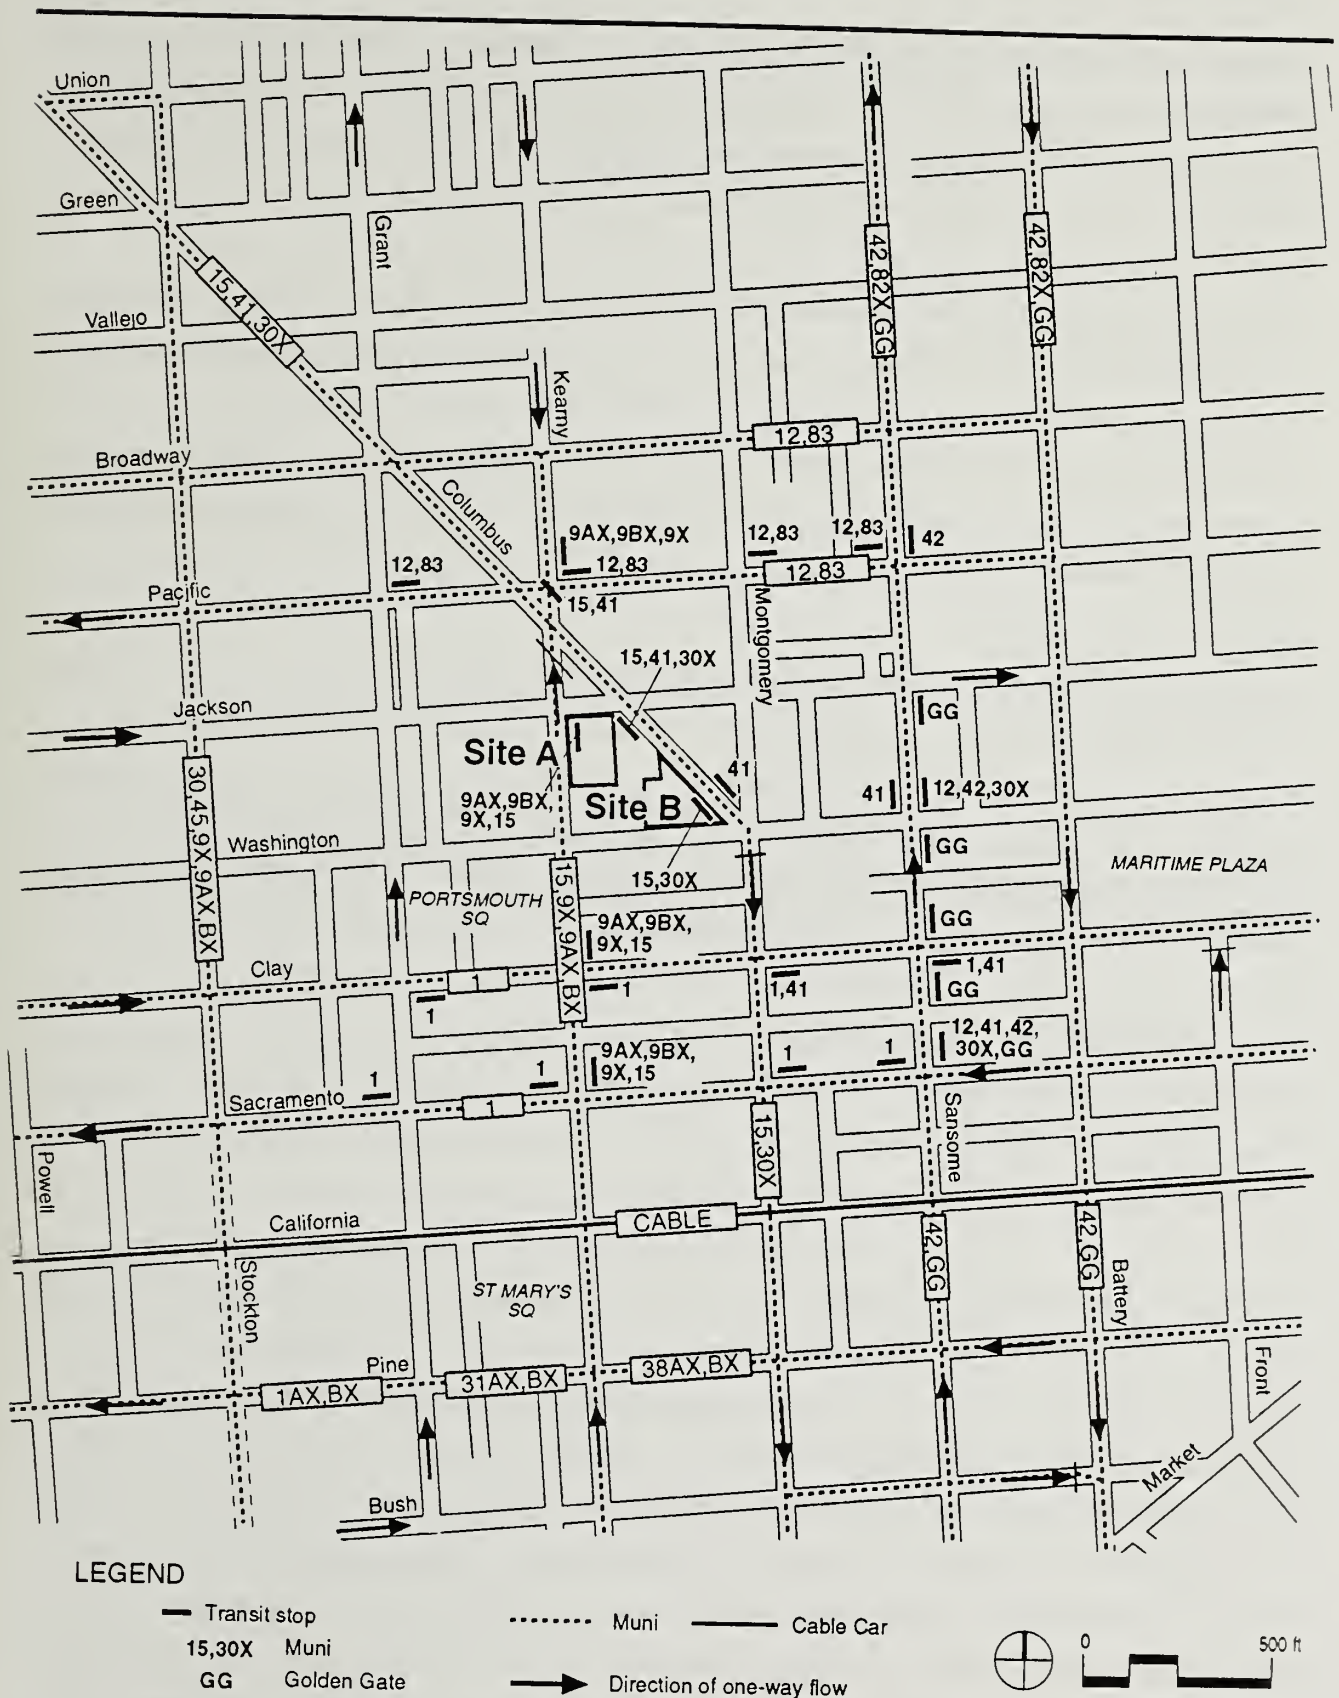 Union
Green
Grant
15,41,30X
42,82X,GG
42,82X,GG
Vallejo
Kearny
12,83
Broadway
Columbus
9AX,9BX,9X
12,83
12,83
12,83
42
12,83
12,83
Pacific
15,41
Montgomery
15,41,30X
Jackson
GG
Site A
41
30,45,9X,9AX,BX
9AX,9BX,
9X,15
Site B
41
12,42,30X
Washington
GG
MARITIME PLAZA
15,30X
PORTSMOUTH
SQ
15,9X,9AX,BX
9AX,9BX,
9X,15
GG
Clay
1
1
1,41
1,41
GG
1
9AX,9BX,
9X,15
1
1
12,41,42,
30X,GG
1
1
Sacramento
1
15,30X
Sansome
Powell
California
CABLE
42,GG
42,GG
Stockton
ST MARY'S
SQ
Battery
Pine
1AX,BX
31AX,BX
38AX,BX
Front
Market
Bush
LEGEND
Transit stop
Muni
Cable Car
15,30X Muni
GG Golden Gate
Direction of one-way flow
0 500 ft